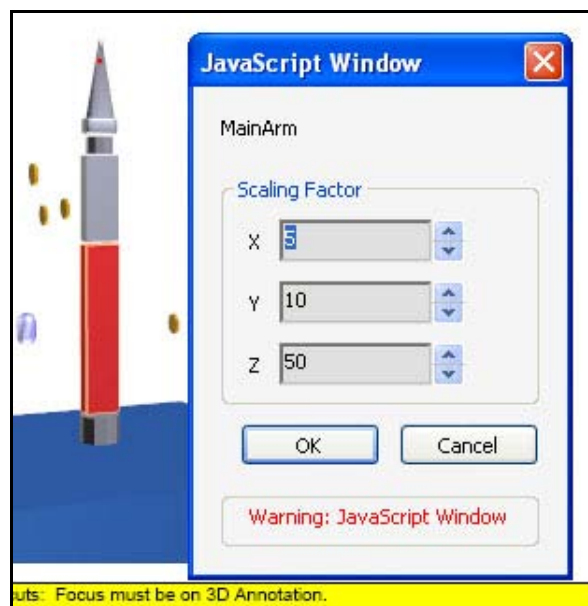 JavaScript Window
MainArm
Scaling Factor
X 5
Y 10
Z 50
OK Cancel
Warning: JavaScript Window
uts: Focus must be on 3D Annotation.